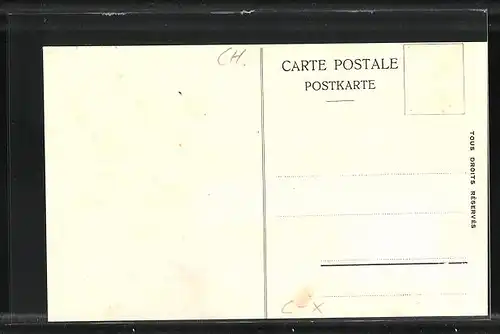 CH.
CARTE POSTALE
POSTKARTE
TOUS DROITS RÉSERVÉS
C - X